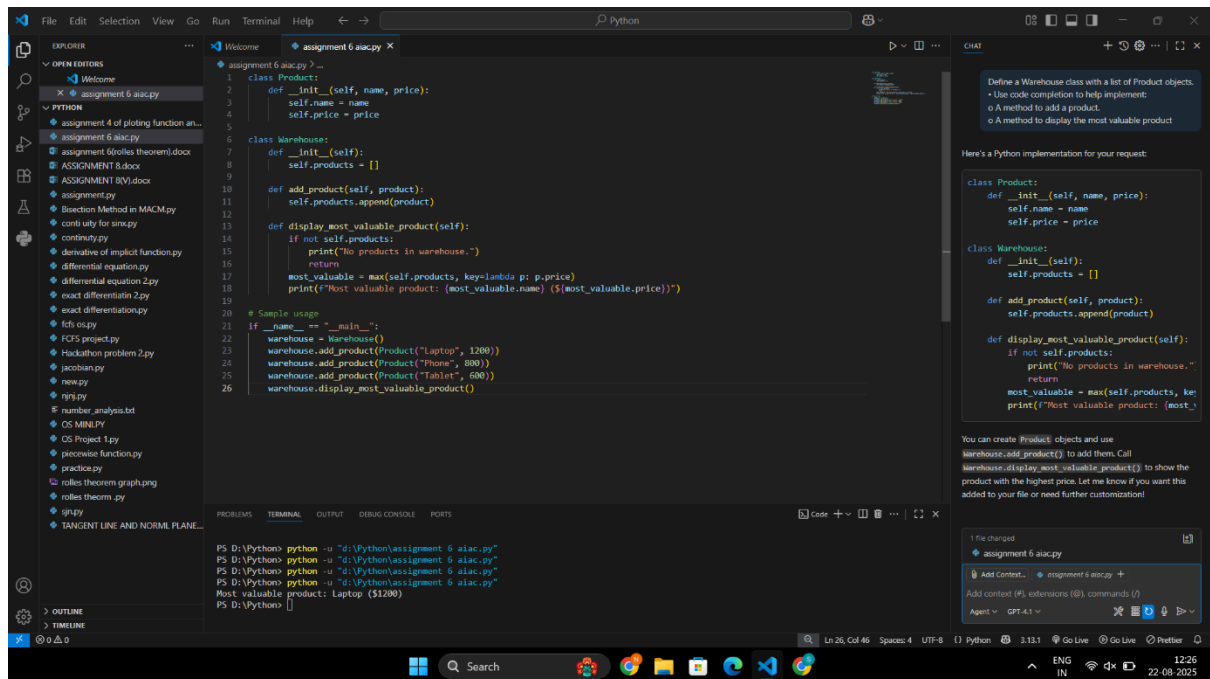 File Edit Selection View Go Run Terminal Help
Python
EXPLORER
OPEN EDITORS
Welcome
assignment 6 aiac.py
PYTHON
assignment 4 of ploting function an...
assignment 6 aiac.py
assignment 6(rolles theorem).docx
ASSIGNMENT 8.docx
ASSIGNMENT 8(V).docx
assignment.py
Bisection Method in MACM.py
conti uity for sinx.py
continuty.py
derivative of implicit function.py
differential equation.py
differrential equation 2.py
exact differentiatin 2.py
exact differentiation.py
fcfs os.py
FCFS project.py
Hackathon problem 2.py
jacobian.py
new.py
njnj.py
number_analysis.txt
OS MINI.PY
OS Project 1.py
piecewise function.py
practice.py
rolles theorem graph.png
rolles theorm .py
sjn.py
TANGENT LINE AND NORML PLANE...
OUTLINE
TIMELINE
Welcome
assignment 6 aiac.py
assignment 6 aiac.py > ...
1 class Product:
2 def __init__(self, name, price):
3 self.name = name
4 self.price = price
5
6 class Warehouse:
7 def __init__(self):
8 self.products = []
9
10 def add_product(self, product):
11 self.products.append(product)
12
13 def display_most_valuable_product(self):
14 if not self.products:
15 print("No products in warehouse.")
16 return
17 most_valuable = max(self.products, key=lambda p: p.price)
18 print(f"Most valuable product: {most_valuable.name} (${most_valuable.price})")
19
20 # Sample usage
21 if __name__ == "__main__":
22 warehouse = Warehouse()
23 warehouse.add_product(Product("Laptop", 1200))
24 warehouse.add_product(Product("Phone", 800))
25 warehouse.add_product(Product("Tablet", 600))
26 warehouse.display_most_valuable_product()
PROBLEMS TERMINAL OUTPUT DEBUG CONSOLE PORTS
Code
PS D:\Python> python -u "d:\Python\assignment 6 aiac.py"
PS D:\Python> python -u "d:\Python\assignment 6 aiac.py"
PS D:\Python> python -u "d:\Python\assignment 6 aiac.py"
PS D:\Python> python -u "d:\Python\assignment 6 aiac.py"
Most valuable product: Laptop ($1200)
PS D:\Python>
CHAT
Define a Warehouse class with a list of Product objects.
• Use code completion to help implement:
o A method to add a product.
o A method to display the most valuable product
Here's a Python implementation for your request:
class Product:
def __init__(self, name, price):
self.name = name
self.price = price
class Warehouse:
def __init__(self):
self.products = []
def add_product(self, product):
self.products.append(product)
def display_most_valuable_product(self):
if not self.products:
print("No products in warehouse."
return
most_valuable = max(self.products, key
print(f"Most valuable product: {most_v
You can create Product objects and use
Warehouse.add_product() to add them. Call
Warehouse.display_most_valuable_product() to show the
product with the highest price. Let me know if you want this
added to your file or need further customization!
1 file changed
assignment 6 aiac.py
Add Context... assignment 6 aiac.py
Add context (#), extensions (@), commands (/)
Agent GPT-4.1
0 0
Ln 26, Col 46 Spaces: 4 UTF-8 {} Python 3.13.1 Go Live Go Live Prettier
Search
ENG
IN
12:26
22-08-2025